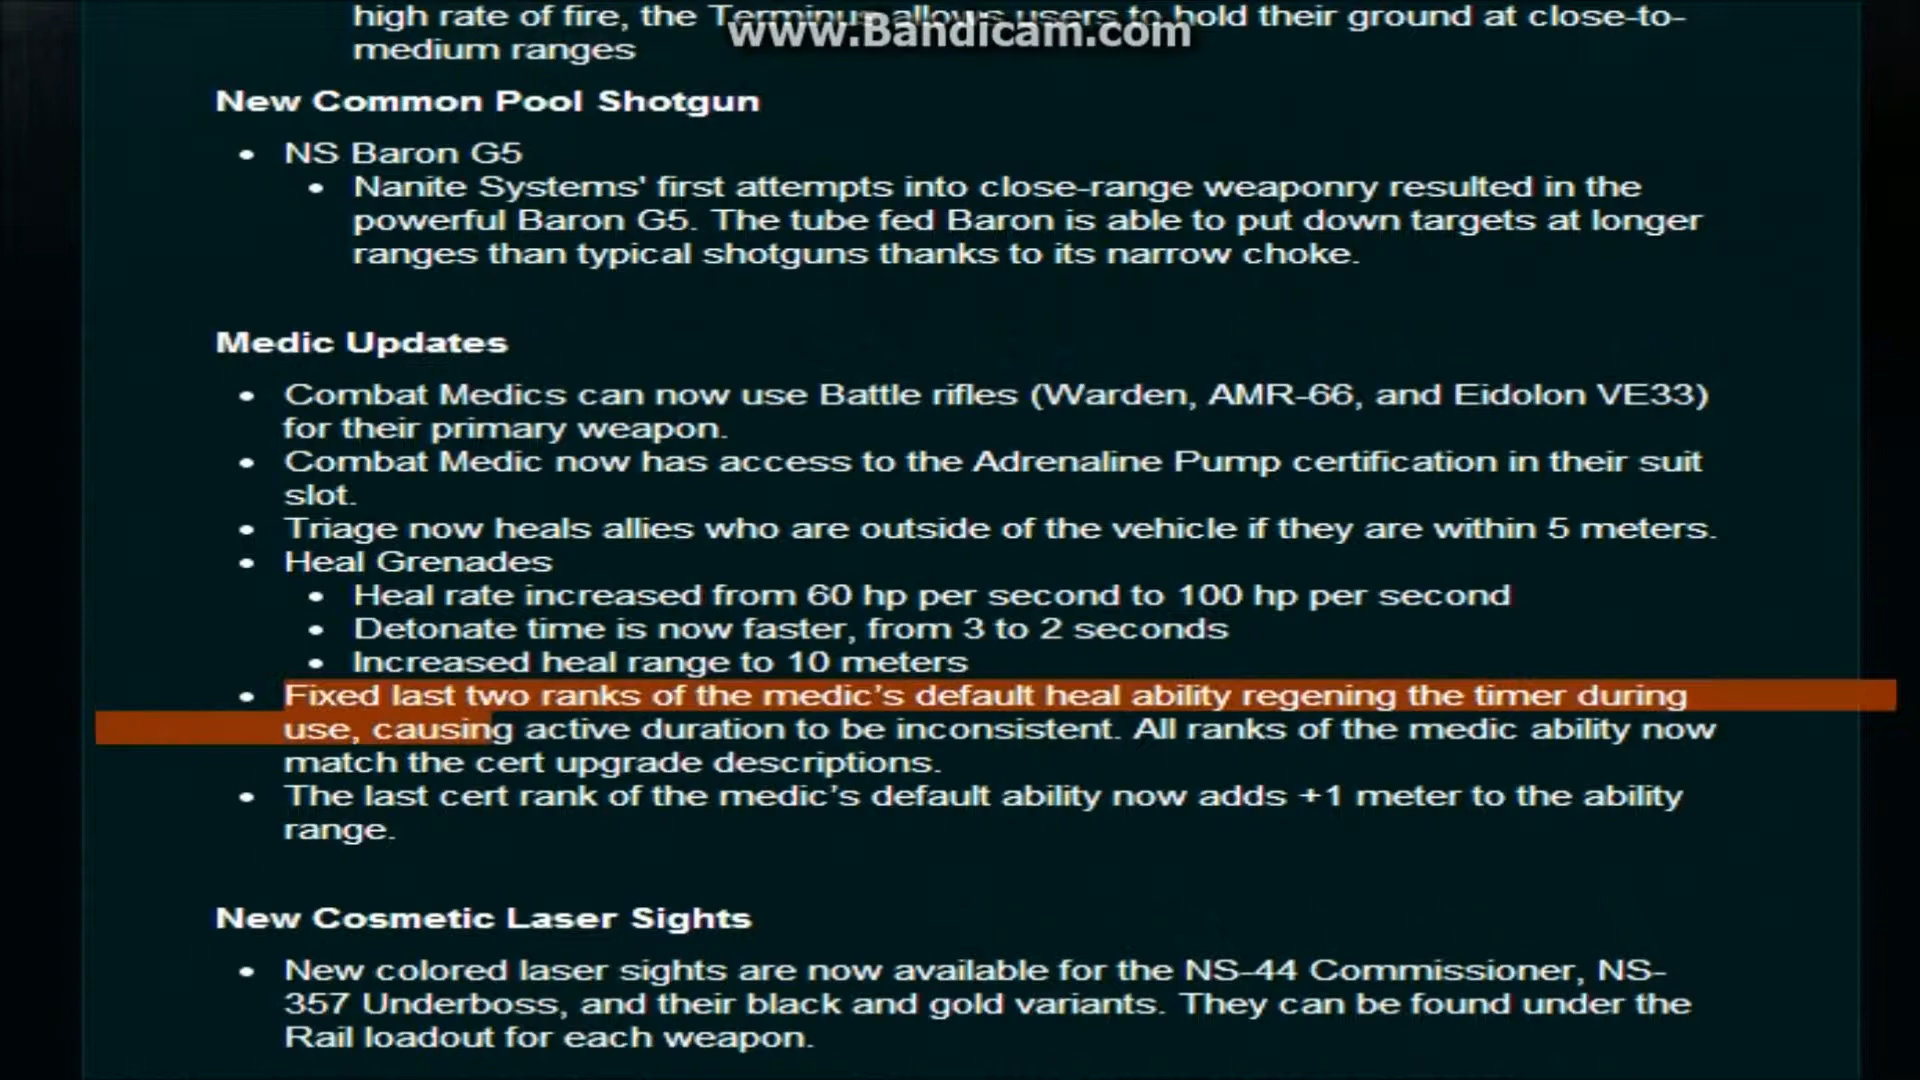 high rate of fire, the Terminus allows users to hold their ground at close-to-
www.Bandicam.com
medium ranges
New Common Pool Shotgun
• NS Baron G5
• Nanite Systems' first attempts into close-range weaponry resulted in the
powerful Baron G5. The tube fed Baron is able to put down targets at longer
ranges than typical shotguns thanks to its narrow choke.
Medic Updates
• Combat Medics can now use Battle rifles (Warden, AMR-66, and Eidolon VE33)
for their primary weapon.
• Combat Medic now has access to the Adrenaline Pump certification in their suit
slot.
• Triage now heals allies who are outside of the vehicle if they are within 5 meters.
• Heal Grenades
• Heal rate increased from 60 hp per second to 100 hp per second
• Detonate time is now faster, from 3 to 2 seconds
• Increased heal range to 10 meters
• Fixed last two ranks of the medic’s default heal ability regening the timer during
use, causing active duration to be inconsistent. All ranks of the medic ability now
match the cert upgrade descriptions.
• The last cert rank of the medic’s default ability now adds +1 meter to the ability
range.
New Cosmetic Laser Sights
• New colored laser sights are now available for the NS-44 Commissioner, NS-
357 Underboss, and their black and gold variants. They can be found under the
Rail loadout for each weapon.